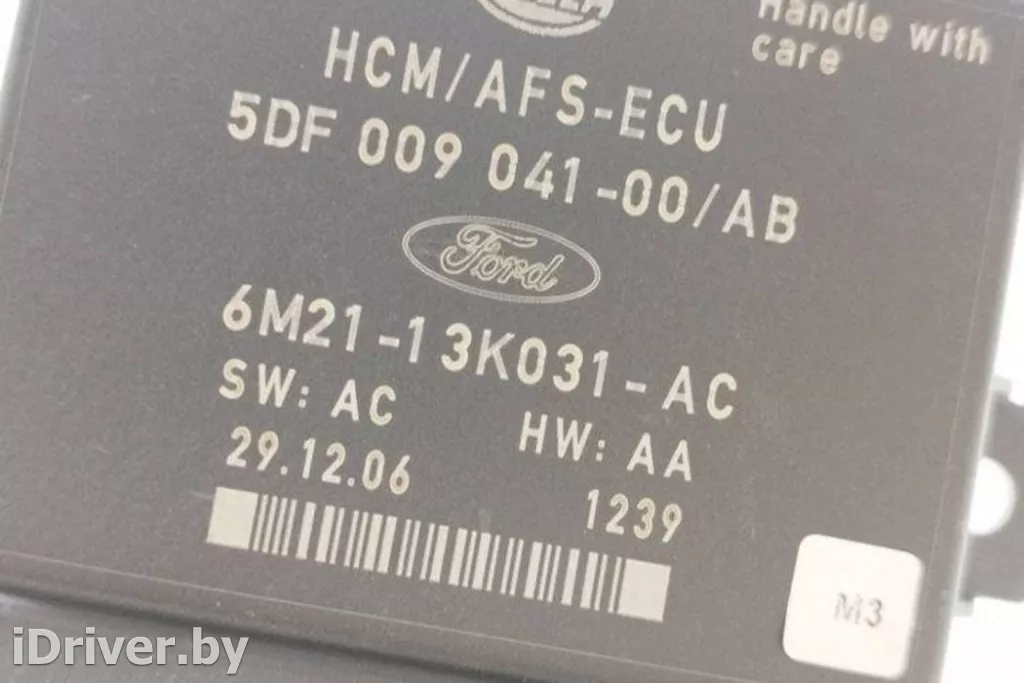 Handle with
care
HCM/AFS-ECU
5DF 009 041-00/AB
Ford
6M21-13K031-AC
SW: AC
HW: AA
29.12.06
1239
M3
iDriver.by